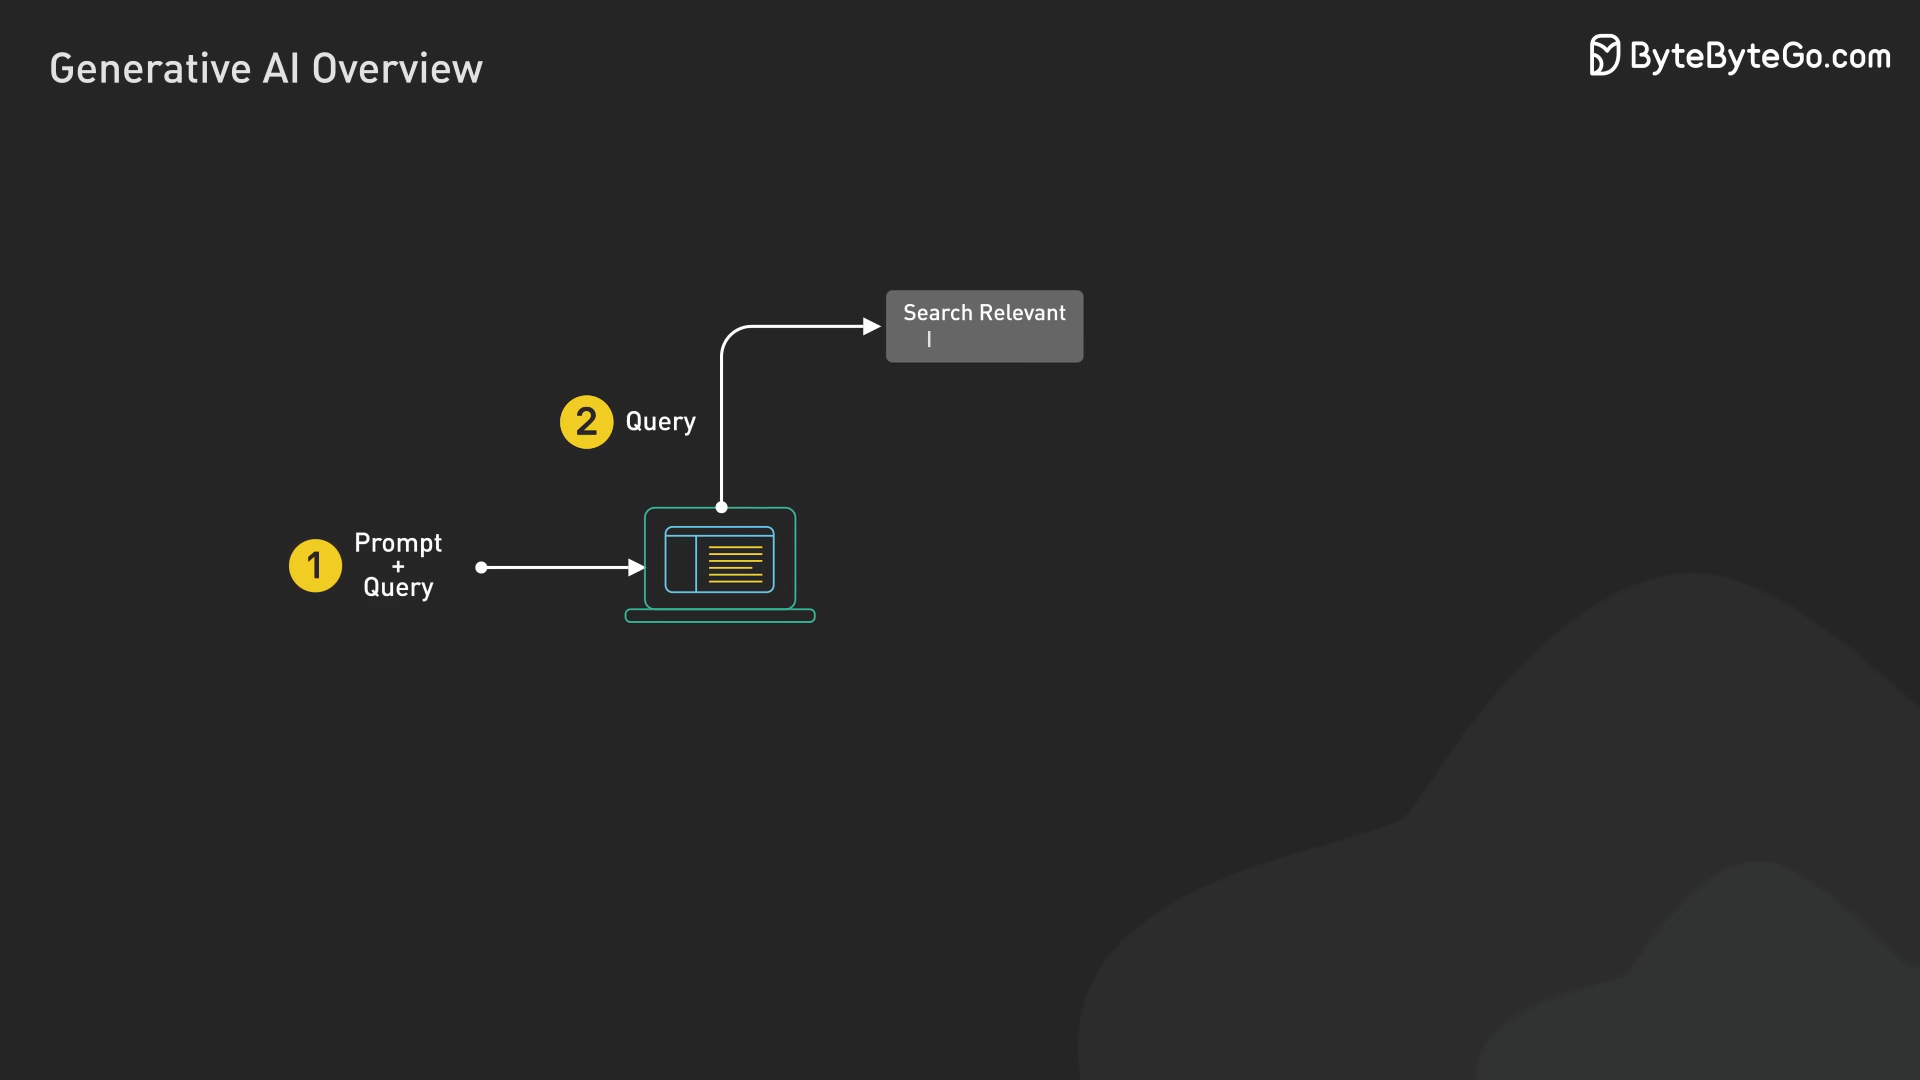 Generative AI Overview
ByteByteGo.com
Search Relevant
I
2 Query
1 Prompt
+
Query